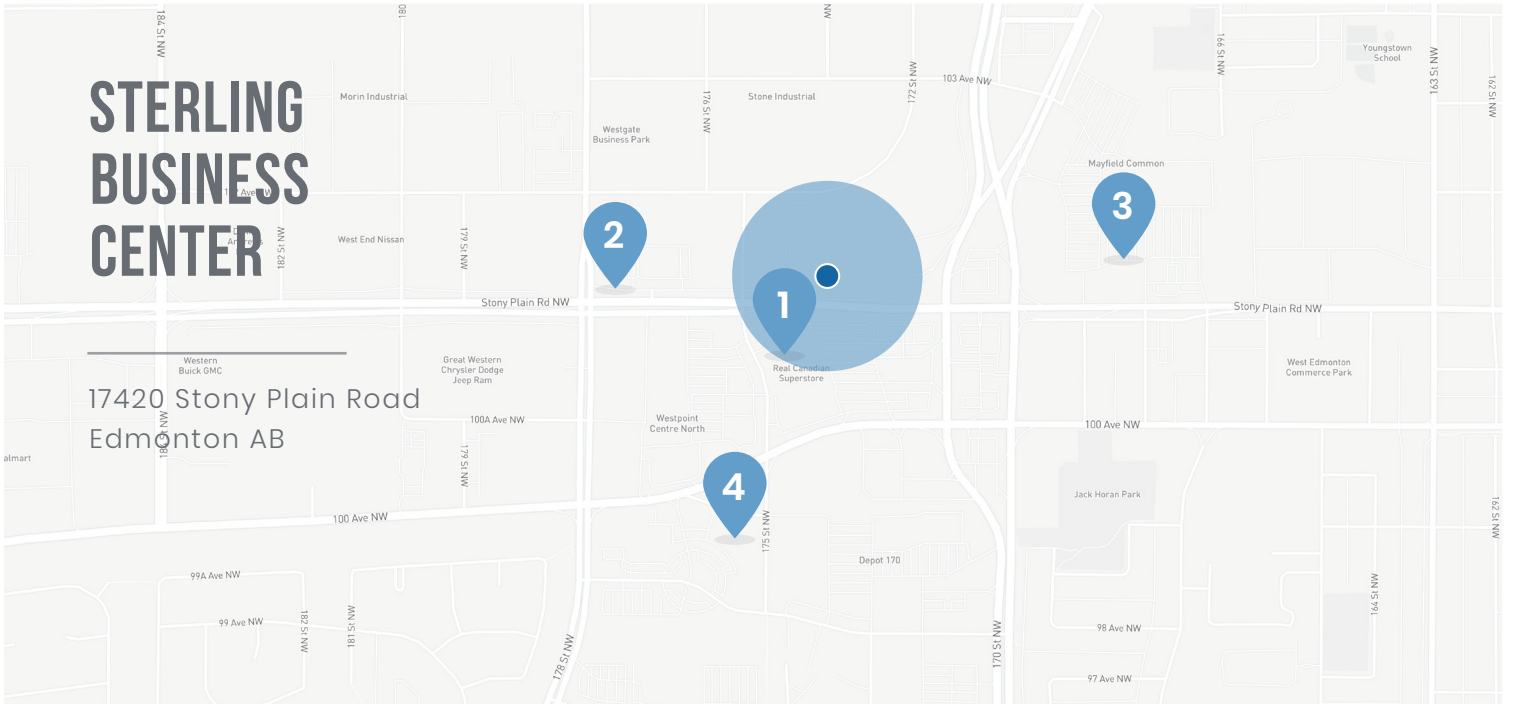 184 St NW
180
NW
STERLING
BUSINESS
CENTER
17420 Stony Plain Road
Edmonton AB
Morin Industrial
Westgate
Business Park
176 St NW
Stone Industrial
172 St NW
103 Ave NW
166 St NW
Youngstown
School
163 St NW
162 St NW
Mayfield Common
182 St NW
West End Nissan
179 St NW
2
1
3
Stony Plain Rd NW
Stony Plain Rd NW
Western
Buick GMC
Great Western
Chrysler Dodge
Jeep Ram
Real Canadian
Superstore
West Edmonton
Commerce Park
100A Ave NW
Westpoint
Centre North
100 Ave NW
almart
179 St NW
4
175 St NW
Jack Horan Park
100 Ave NW
162 St NW
Depot 170
99A Ave NW
99 Ave NW
182 St NW
181 St NW
178 St NW
170 St NW
164 St NW
98 Ave NW
97 Ave NW